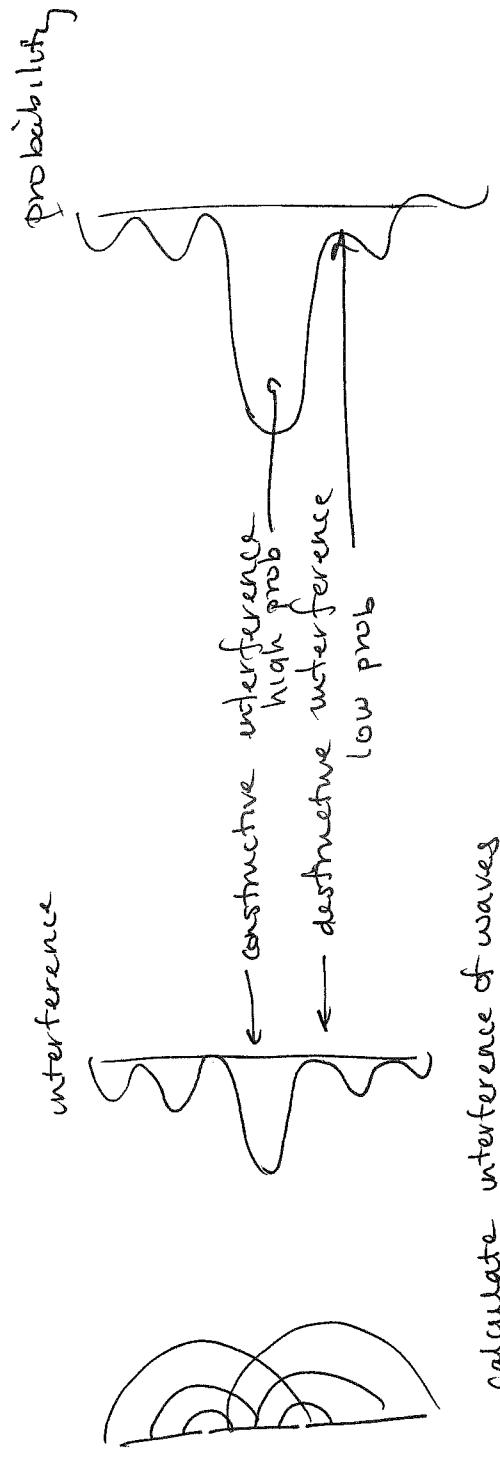 probability
interference
constructive interference
high prob
destructive interference
low prob
calculate interference of waves